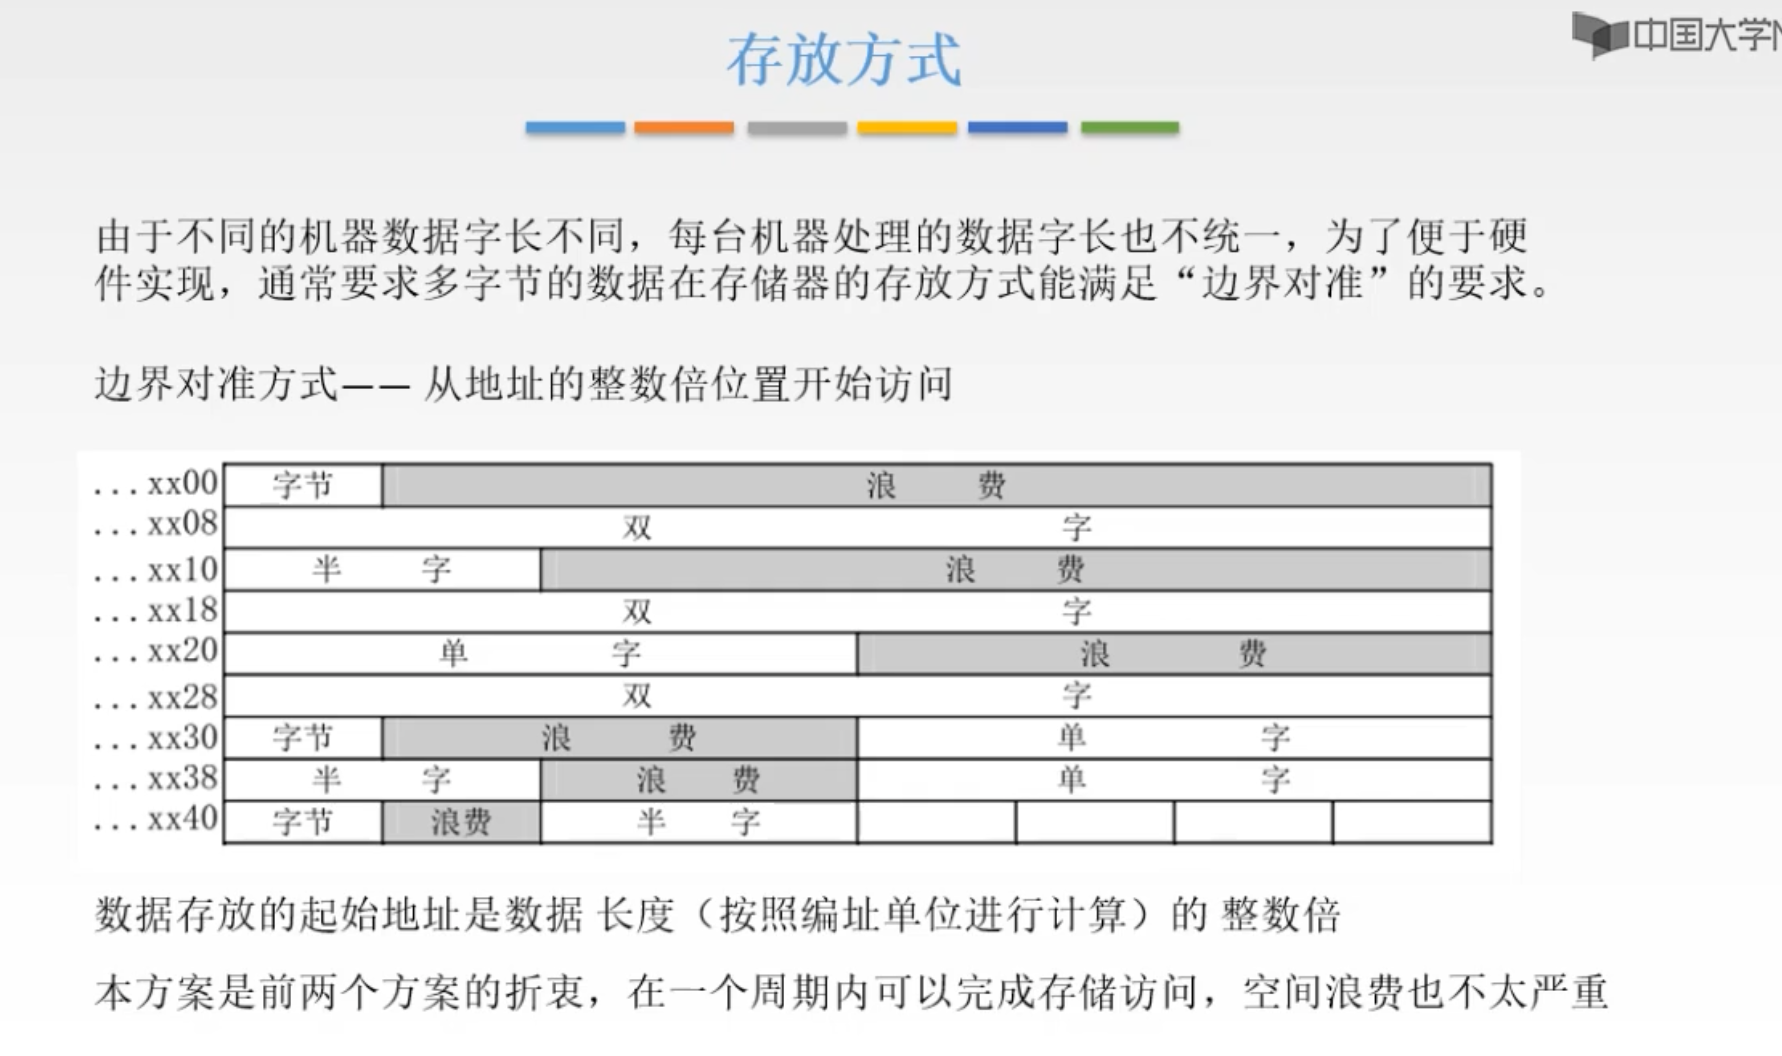 存放方式
中国大学M
由于不同的机器数据字长不同，每台机器处理的数据字长也不统一，为了便于硬
件实现，通常要求多字节的数据在存储器的存放方式能满足“边界对准”的要求。
边界对准方式—— 从地址的整数倍位置开始访问
...xx00 字节 浪 费
...xx08 双 字
...xx10 半 字 浪 费
...xx18 双 字
...xx20 单 字 浪 费
...xx28 双 字
...xx30 字节 浪 费 单 字
...xx38 半 字 浪 费 单 字
...xx40 字节 浪费 半 字
数据存放的起始地址是数据 长度（按照编址单位进行计算）的 整数倍
本方案是前两个方案的折衷，在一个周期内可以完成存储访问，空间浪费也不太严重